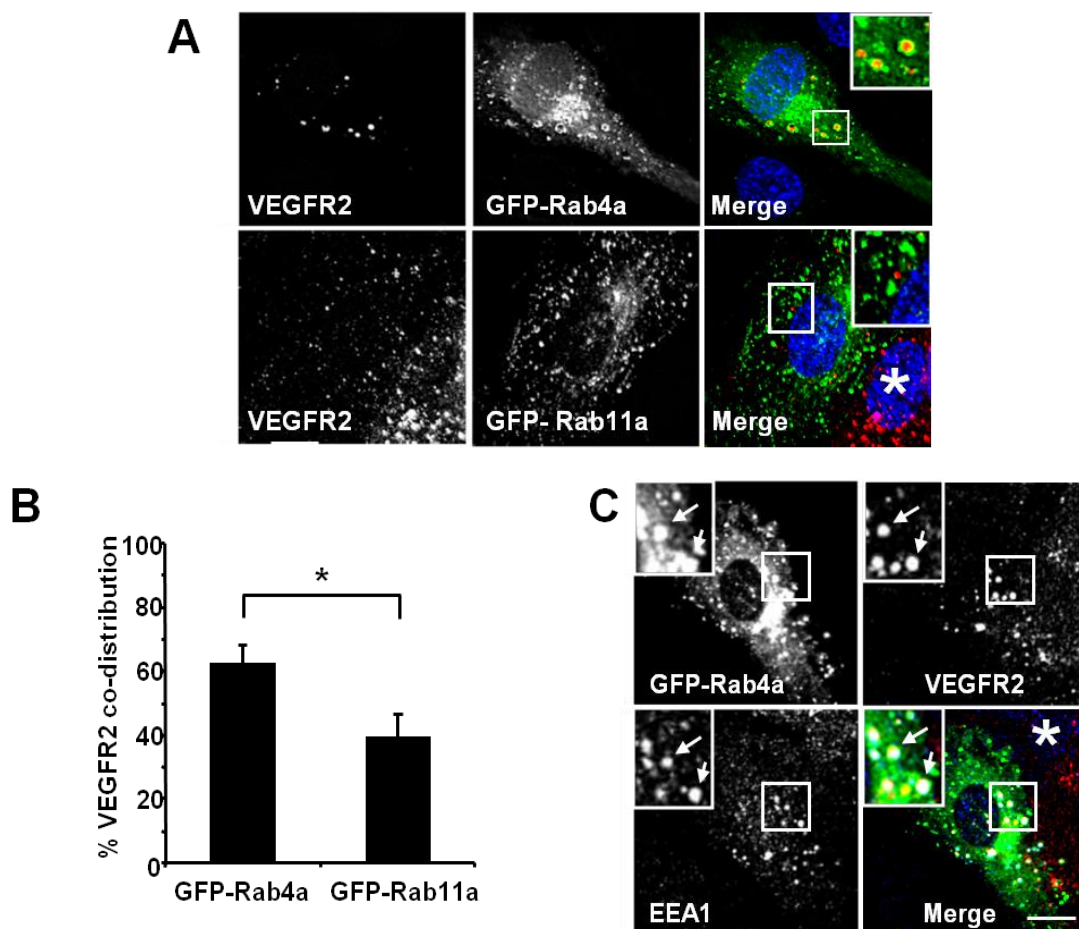 A
VEGFR2
GFP-Rab4a
Merge
VEGFR2
GFP- Rab11a
Merge
*
B
% VEGFR2 co-distribution
100
80
60
40
20
0
*
GFP-Rab4a
GFP-Rab11a
C
GFP-Rab4a
VEGFR2
EEA1
Merge
*